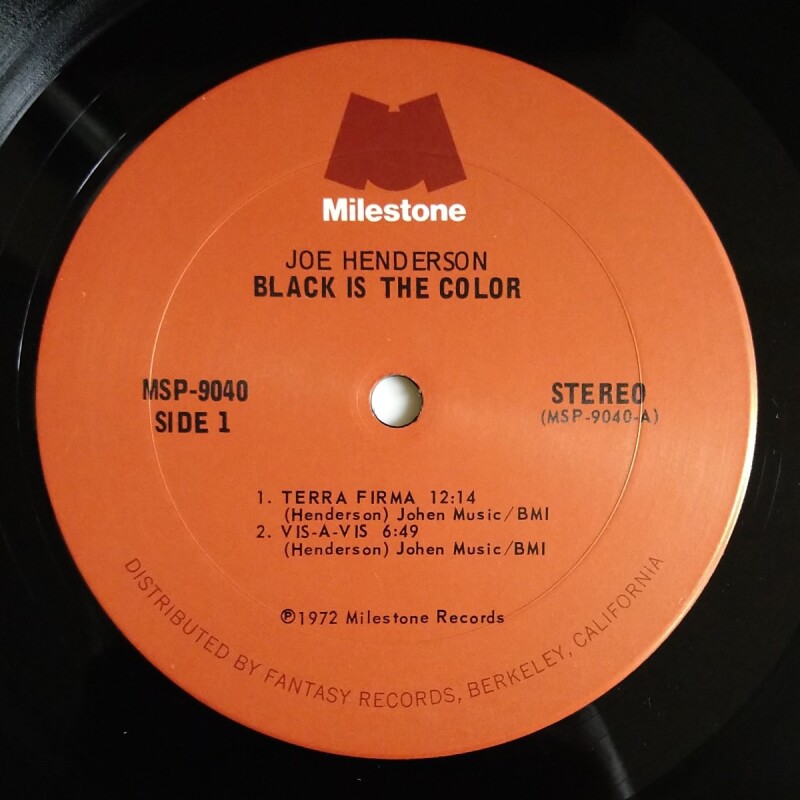 Milestone
JOE HENDERSON
BLACK IS THE COLOR
MSP-9040
SIDE 1
STEREO
(MSP-9040-A)
1. TERRA FIRMA 12:14
(Henderson) Johen Music/BMI
2. VIS-A-VIS 6:49
(Henderson) Johen Music/BMI
℗1972 Milestone Records
DISTRIBUTED BY FANTASY RECORDS, BERKELEY, CALIFORNIA